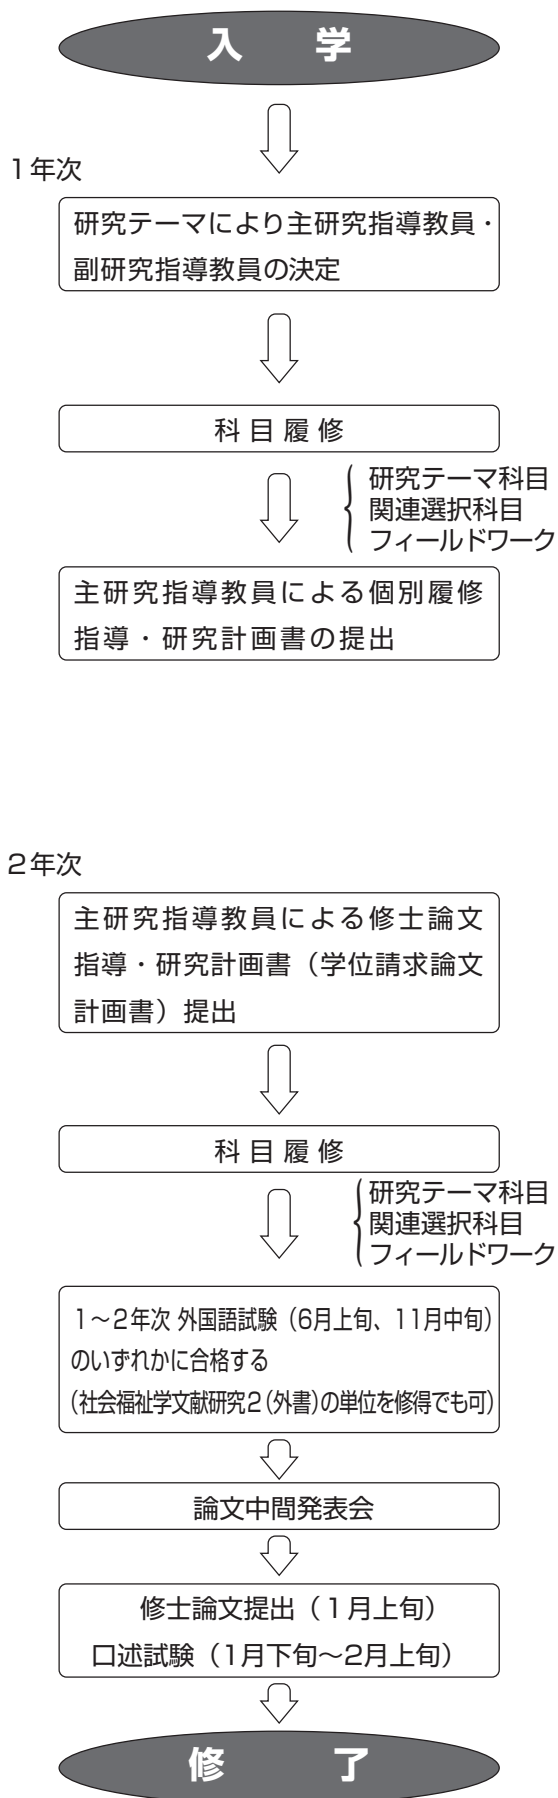 入 学
1年次
研究テーマにより主研究指導教員・
副研究指導教員の決定
科目履修
研究テーマ科目
関連選択科目
フィールドワーク
主研究指導教員による個別履修
指導・研究計画書の提出
2年次
主研究指導教員による修士論文
指導・研究計画書（学位請求論文
計画書）提出
科目履修
研究テーマ科目
関連選択科目
フィールドワーク
1～2年次 外国語試験（6月上旬、11月中旬）
のいずれかに合格する
（社会福祉学文献研究2（外書）の単位を修得でも可）
論文中間発表会
修士論文提出（1月上旬）
口述試験（1月下旬～2月上旬）
修 了